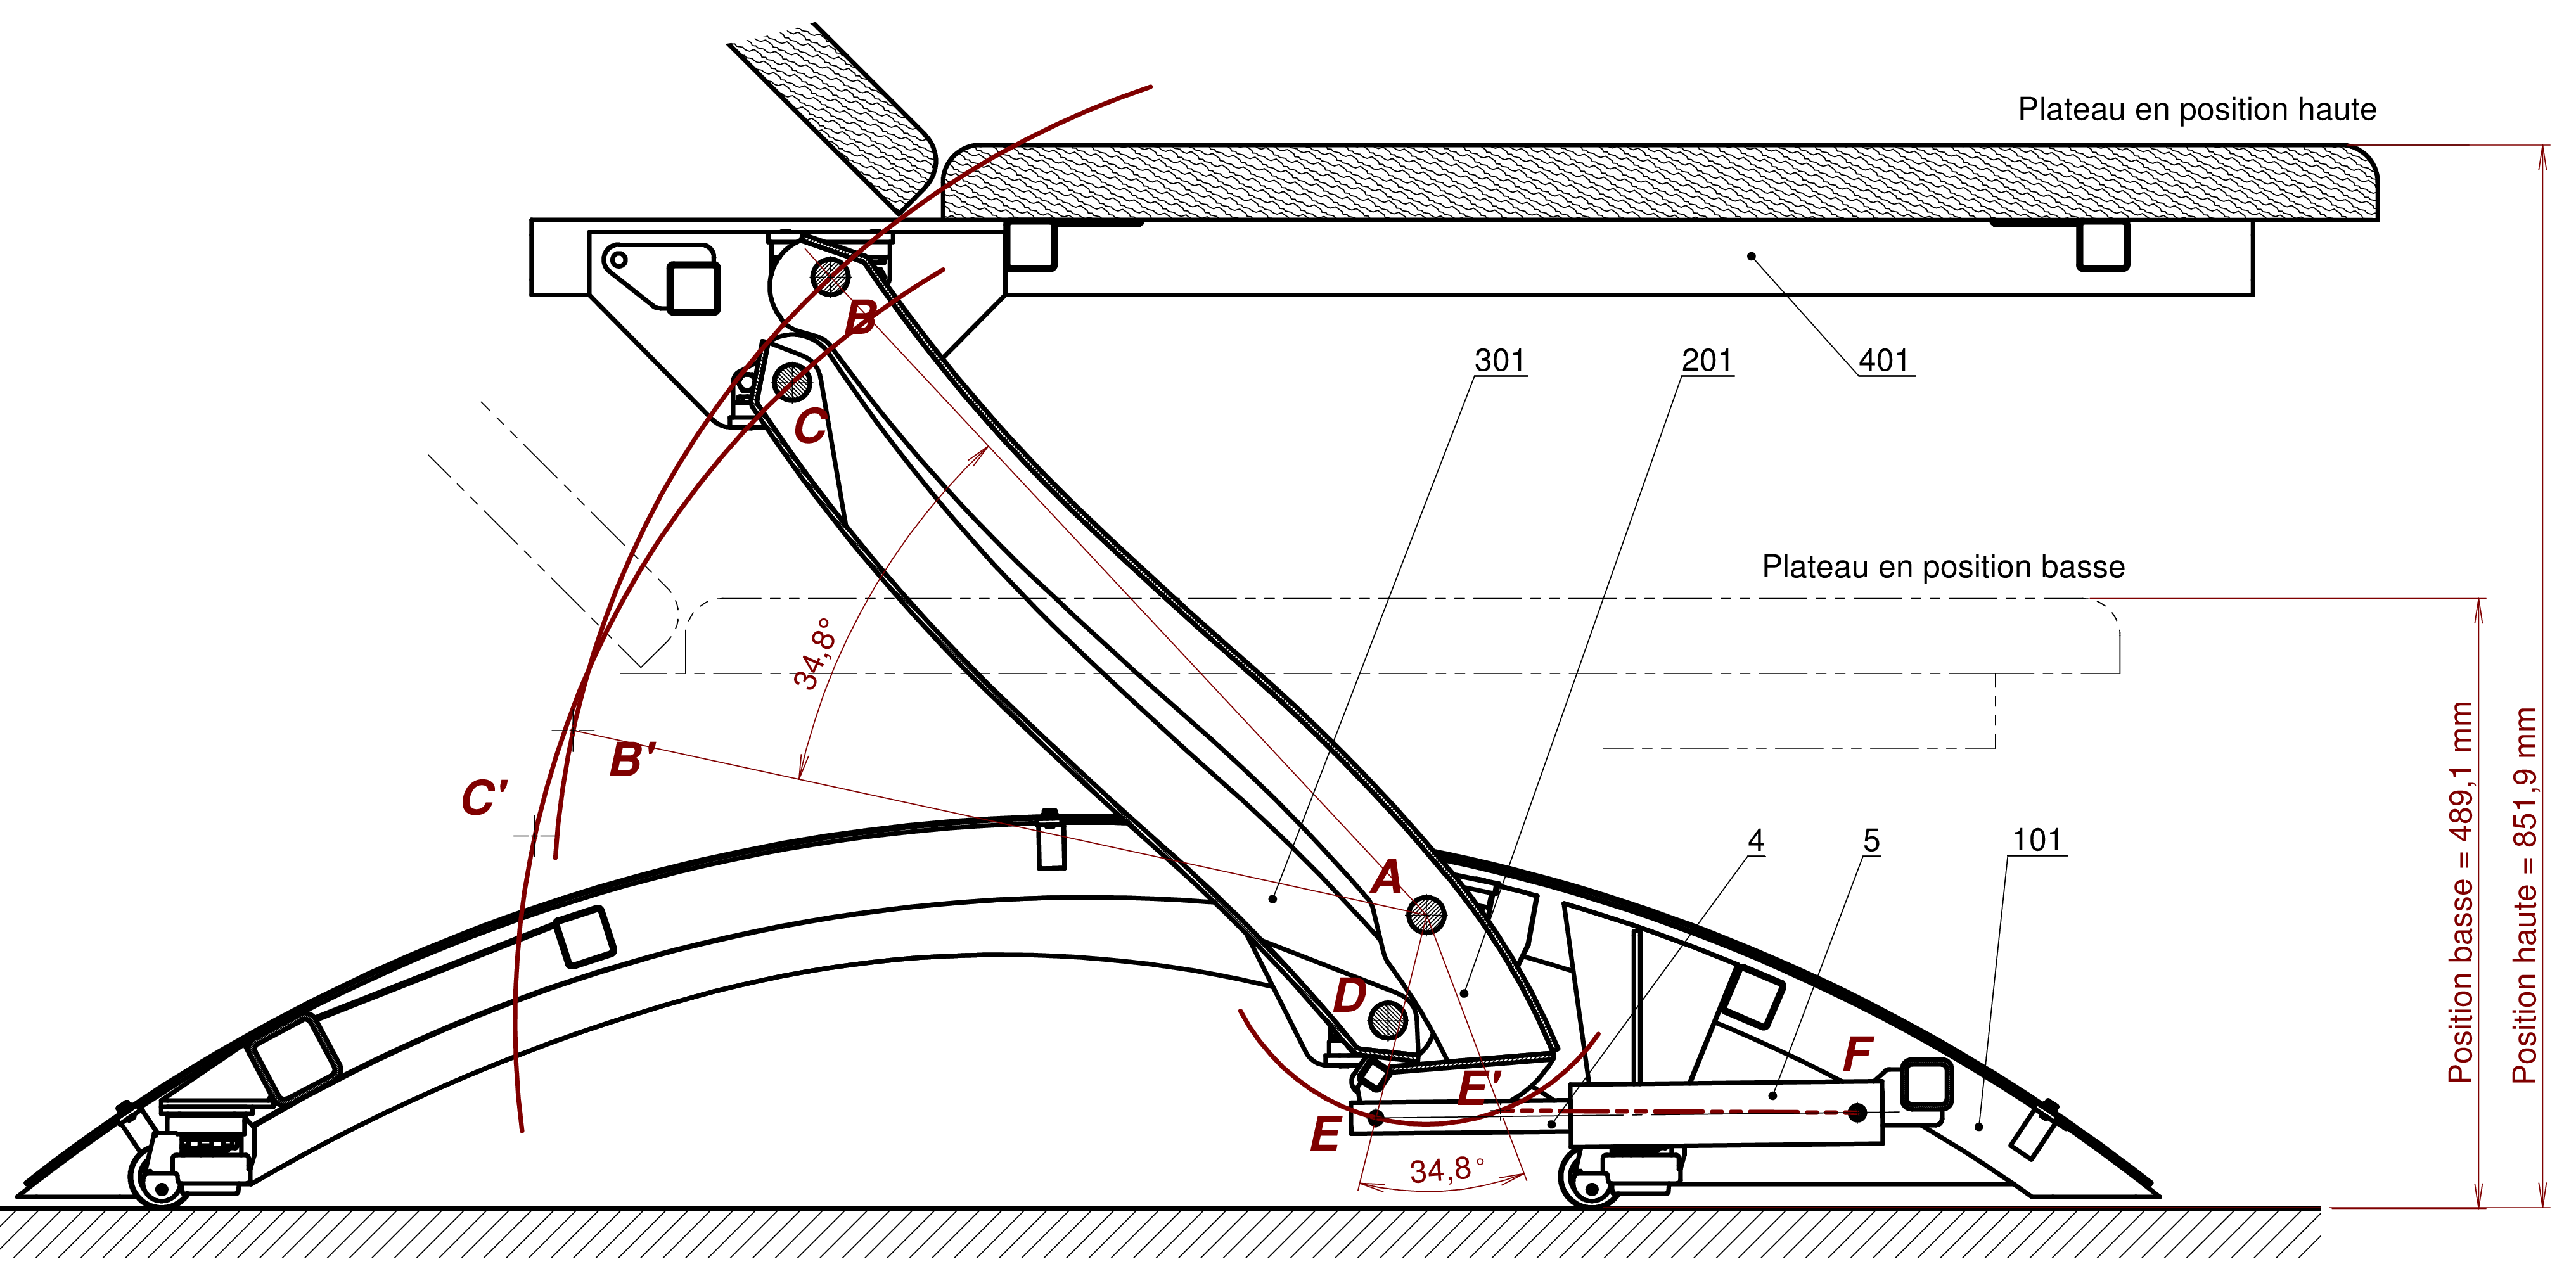 Plateau en position haute
B
301
201
401
C
Plateau en position basse
34,8°
B'
C'
Position basse = 489,1 mm
Position haute = 851,9 mm
A
4
5
101
D
E'
F
E
34,8°